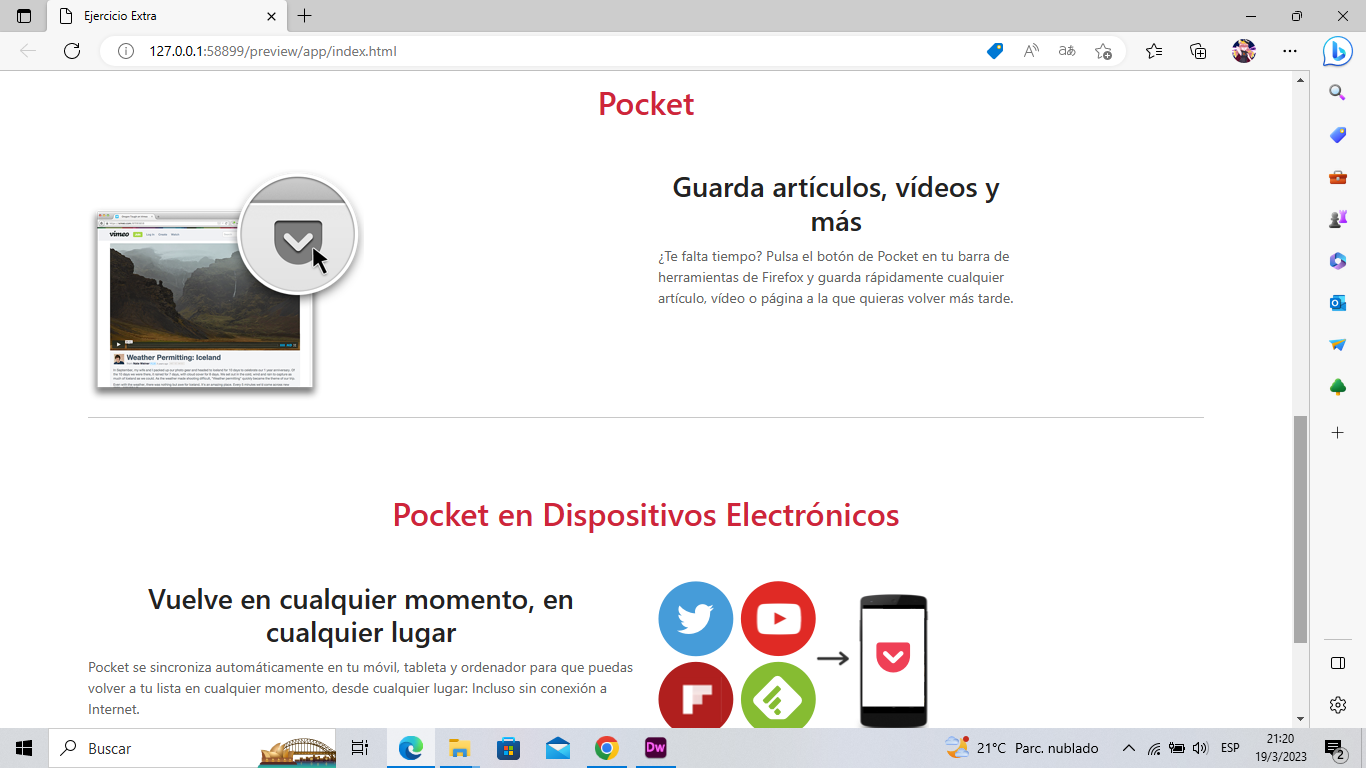 Ejercicio Extra
127.0.0.1:58899/preview/app/index.html
Pocket
vimeo
Weather Permitting: Iceland
Guarda artículos, vídeos y
más
¿Te falta tiempo? Pulsa el botón de Pocket en tu barra de
herramientas de Firefox y guarda rápidamente cualquier
artículo, vídeo o página a la que quieras volver más tarde.
Pocket en Dispositivos Electrónicos
Vuelve en cualquier momento, en
cualquier lugar
Pocket se sincroniza automáticamente en tu móvil, tableta y ordenador para que puedas
volver a tu lista en cualquier momento, desde cualquier lugar: Incluso sin conexión a
Internet.
Buscar
Dw
21°C Parc. nublado
ESP
21:20
19/3/2023
2